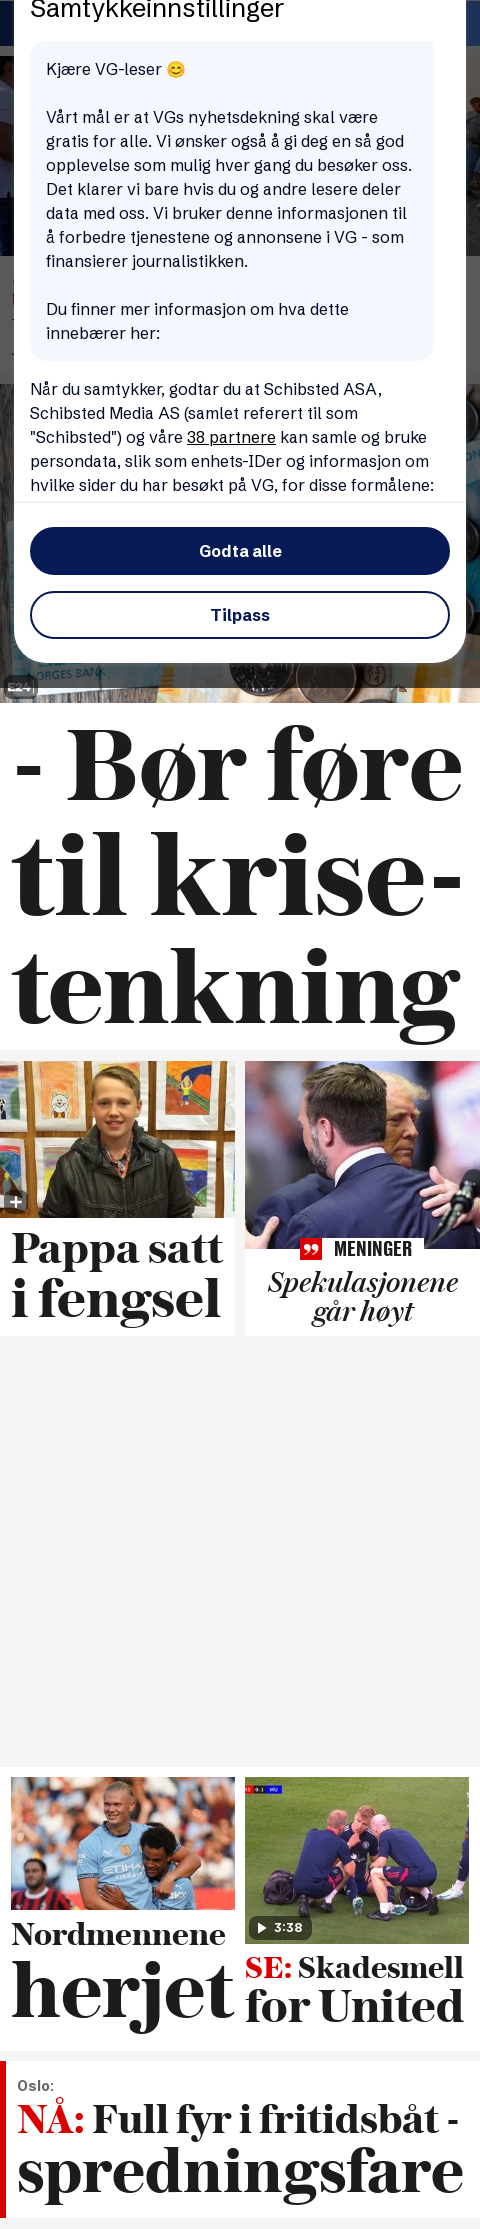 Samtykkeinnstillinger
Kjære VG-leser 😊
Vårt mål er at VGs nyhetsdekning skal være
gratis for alle. Vi ønsker også å gi deg en så god
opplevelse som mulig hver gang du besøker oss.
Det klarer vi bare hvis du og andre lesere deler
data med oss. Vi bruker denne informasjonen til
å forbedre tjenestene og annonsene i VG - som
finansierer journalistikken.
Du finner mer informasjon om hva dette
innebærer her:
Når du samtykker, godtar du at Schibsted ASA,
Schibsted Media AS (samlet referert til som
"Schibsted") og våre 38 partnere kan samle og bruke
persondata, slik som enhets-IDer og informasjon om
hvilke sider du har besøkt på VG, for disse formålene:
Godta alle
Tilpass
NORGES BANK
E24
- Bør føre
til krise-
tenkning
Pappa satt
i fengsel
MENINGER
Spekulasjonene
går høyt
ETIHAD
0-1 MU
3:38
Nordmennene
herjet
SE: Skadesmell
for United
Oslo:
NÅ: Full fyr i fritidsbåt -
spredningsfare